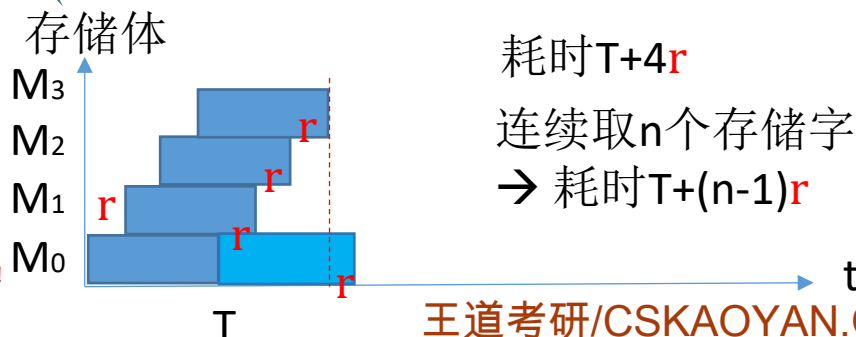 存储体
M3
M2
M1
M0
r
r
r
r
r
T
t
耗时T+4r
连续取n个存储字
→ 耗时T+(n-1)r
王道考研/CSKAOYAN.